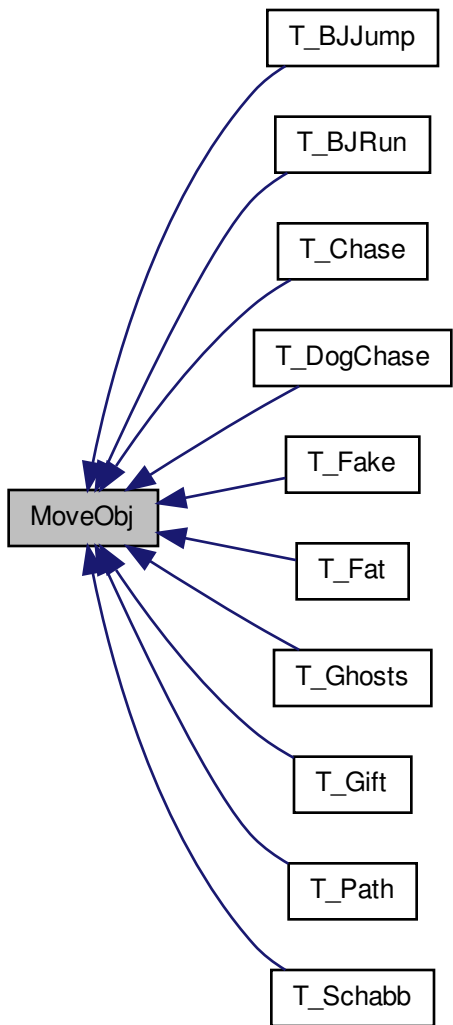 T_BJJump
T_BJRun
T_Chase
T_DogChase
T_Fake
MoveObj
T_Fat
T_Ghosts
T_Gift
T_Path
T_Schabb